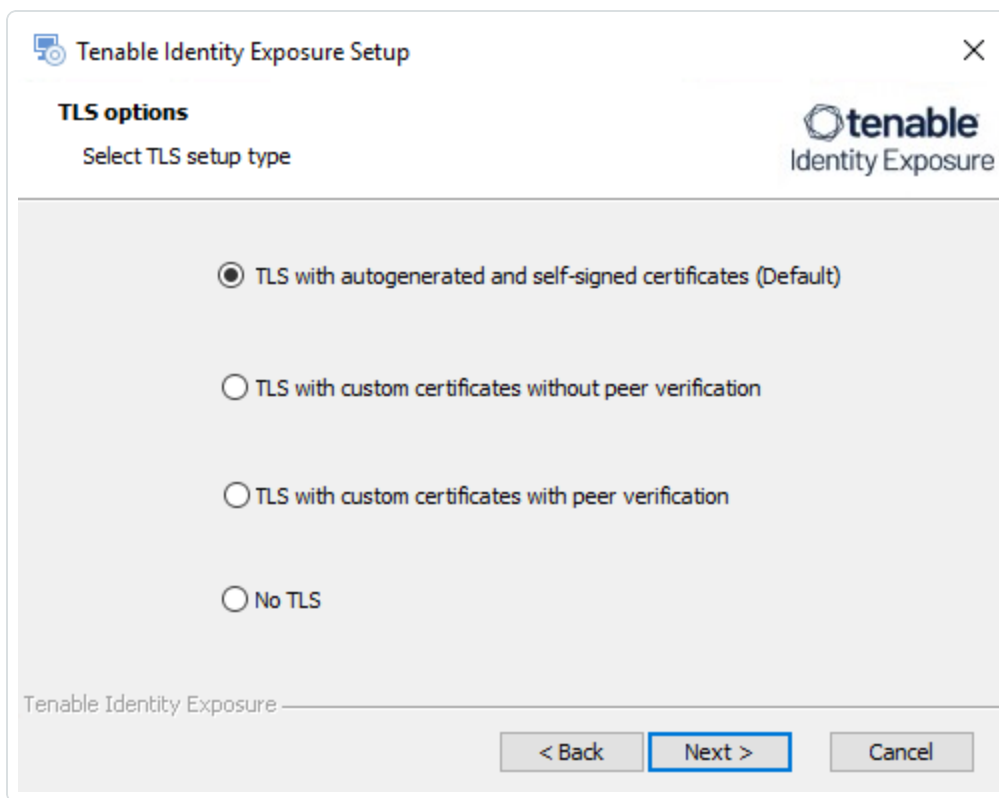 Tenable Identity Exposure Setup
TLS options
Select TLS setup type
tenable
Identity Exposure
TLS with autogenerated and self-signed certificates (Default)
TLS with custom certificates without peer verification
TLS with custom certificates with peer verification
No TLS
Tenable Identity Exposure
< Back Next > Cancel